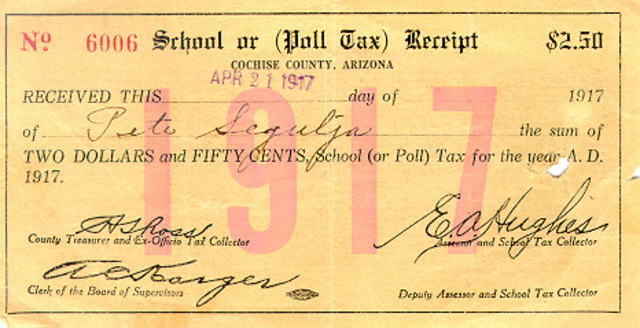 Nº 6006 School or (Poll Tax) Receipt $2.50
COCHISE COUNTY, ARIZONA
APR 21 1917
RECEIVED THIS day of 1917
of Pete Segulja the sum of
TWO DOLLARS and FIFTY CENTS, School (or Poll) Tax for the year A. D.
1917.
1917
E.A. Hughes
County Treasurer and Ex-Officio Tax Collector Assessor and School Tax Collector
Clerk of the Board of Supervisors Deputy Assessor and School Tax Collector